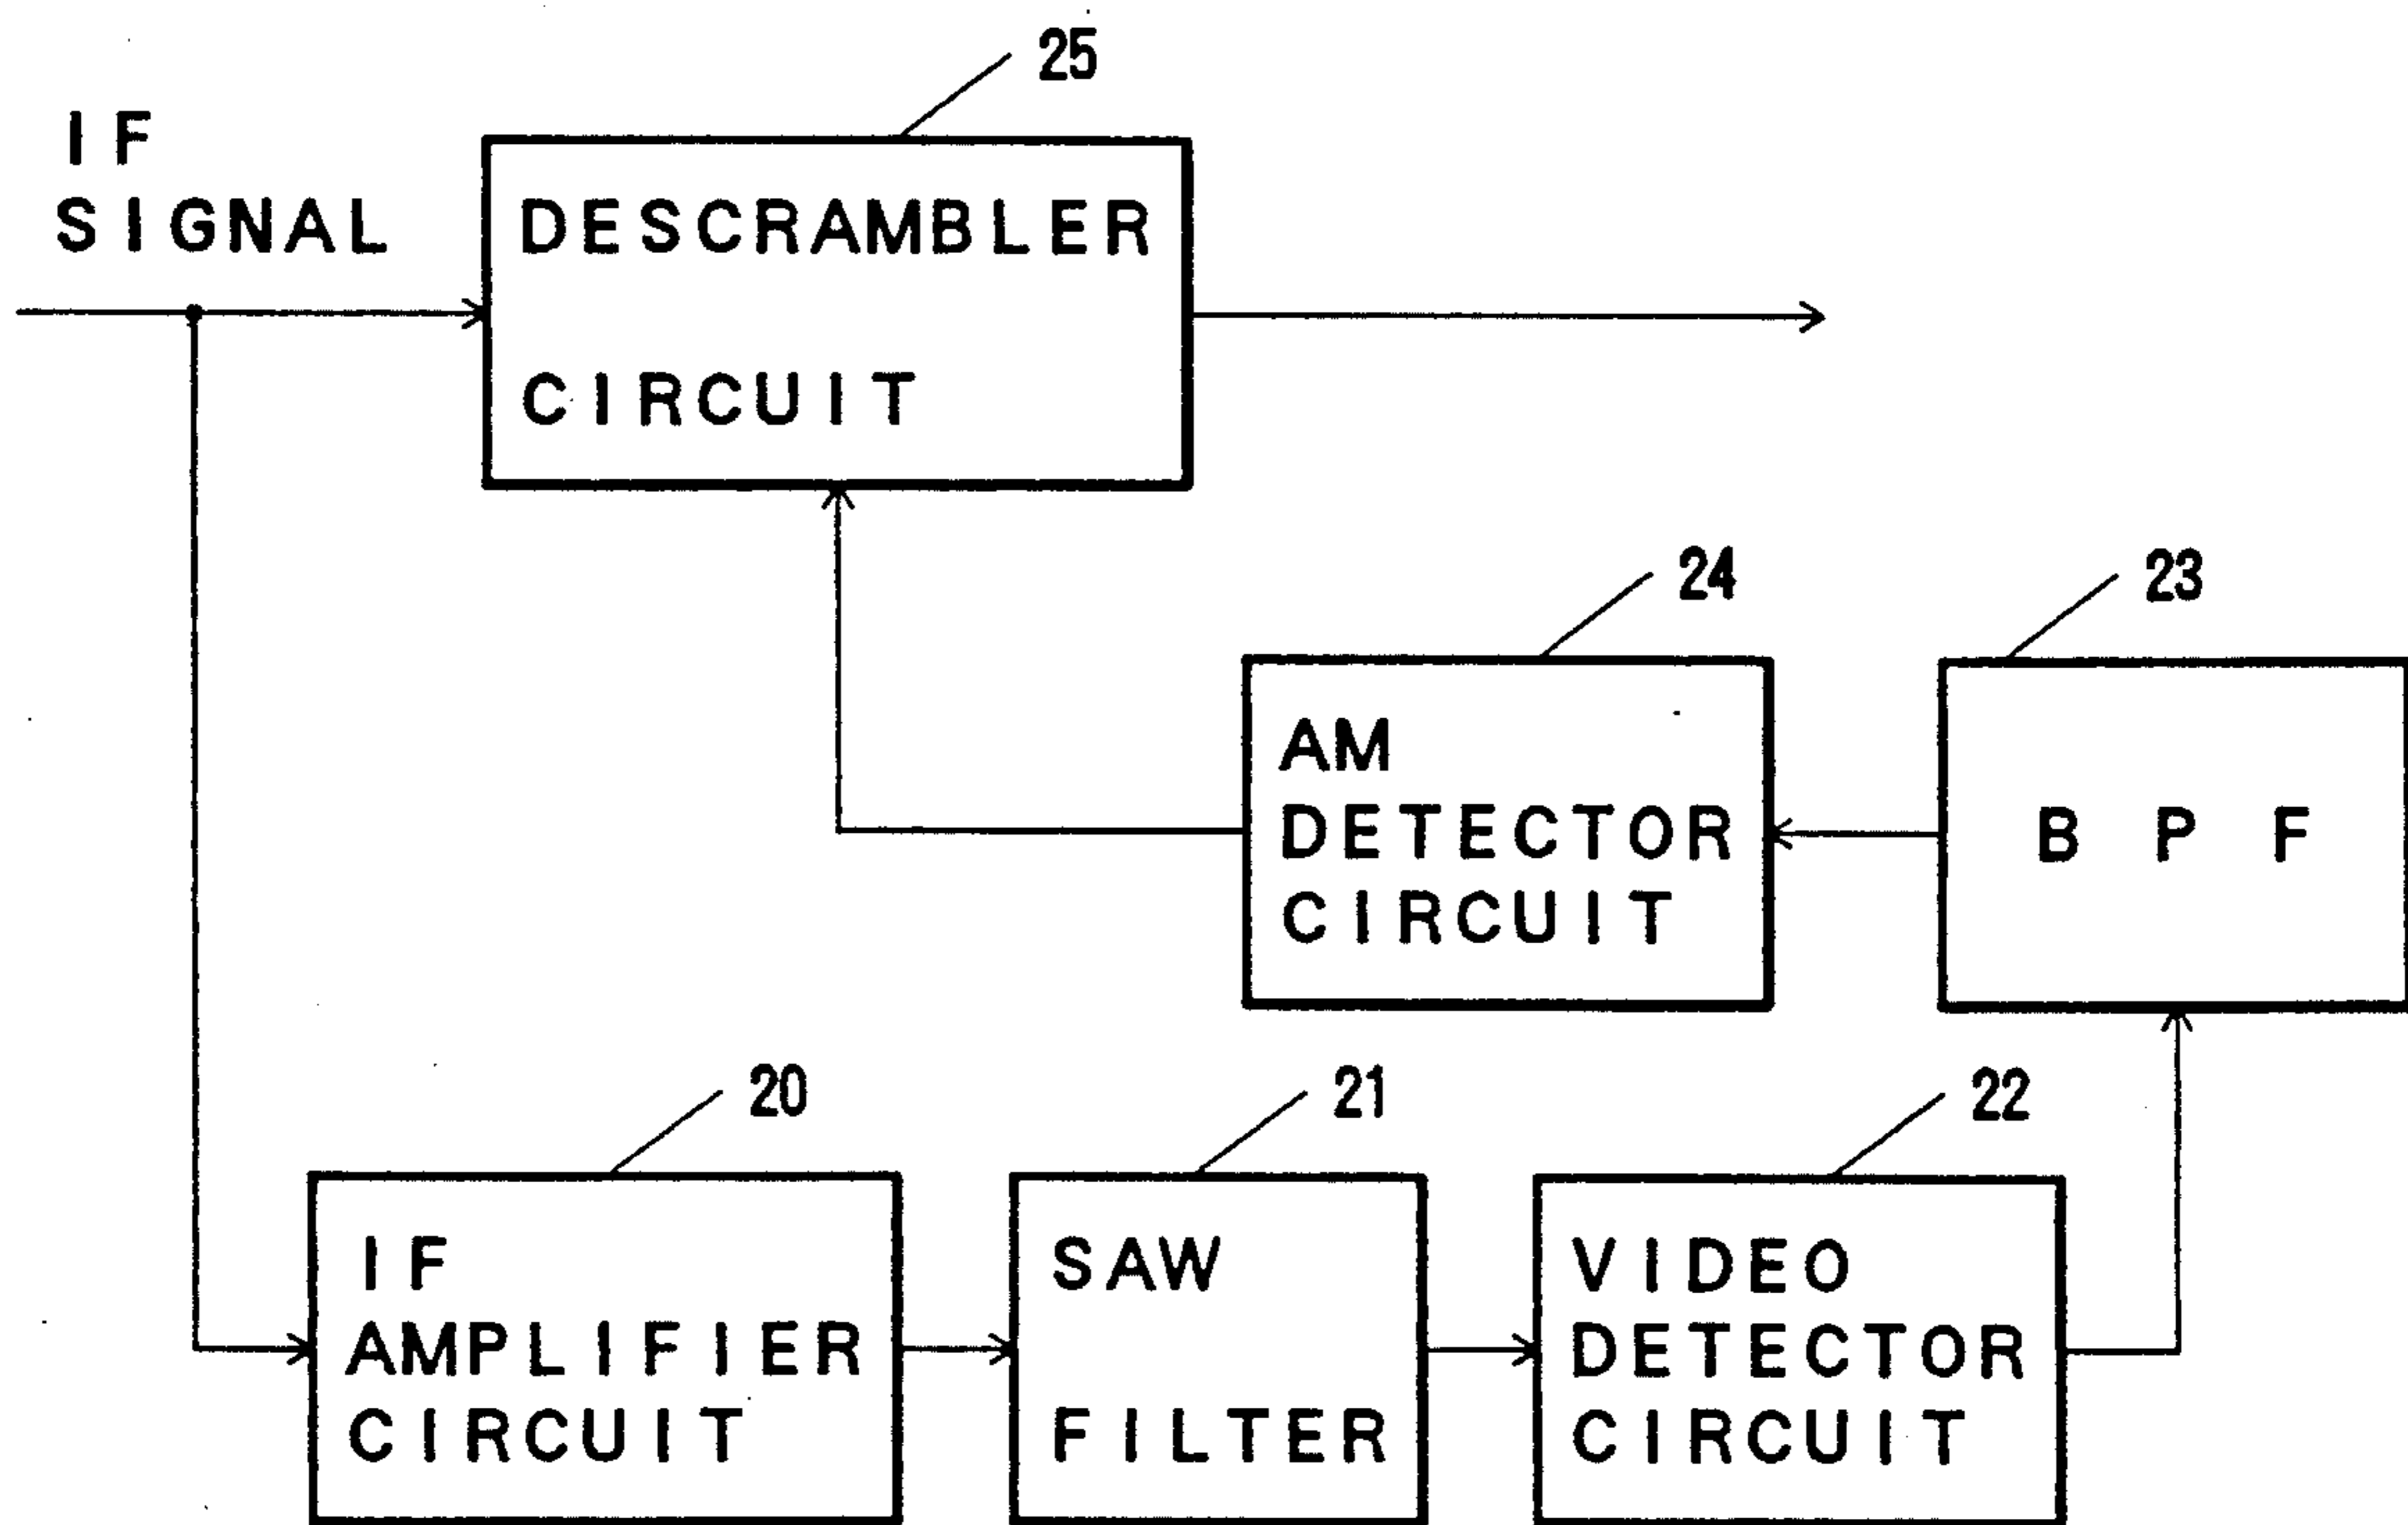 25
IF
SIGNAL
DESCRAMBLER
CIRCUIT
24
23
AM
DETECTOR
CIRCUIT
BPF
20
21
22
IF
AMPLIFIER
CIRCUIT
SAW
FILTER
VIDEO
DETECTOR
CIRCUIT